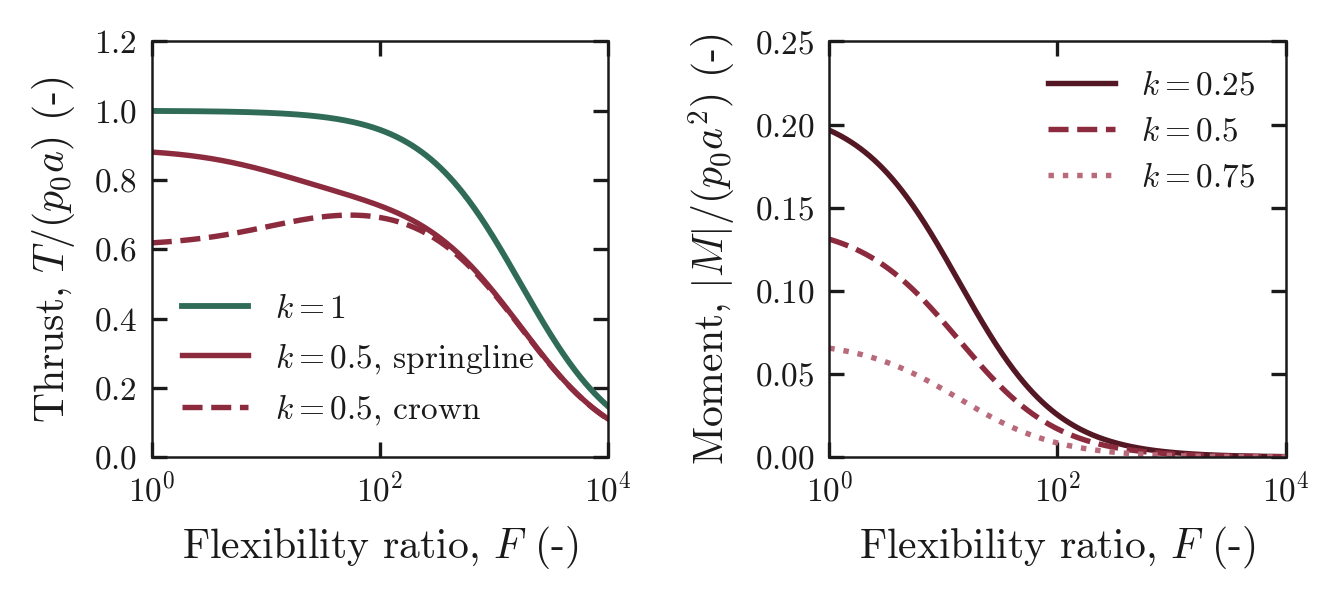 Thrust, T/(p₀a) (-)
1.2
1.0
0.8
0.6
0.4
0.2
0.0
k = 1
k = 0.5, springline
k = 0.5, crown
10⁰ 10² 10⁴
Flexibility ratio, F (-)
Moment, |M|/(p₀a²) (-)
0.25
0.20
0.15
0.10
0.05
0.00
k = 0.25
k = 0.5
k = 0.75
10⁰ 10² 10⁴
Flexibility ratio, F (-)